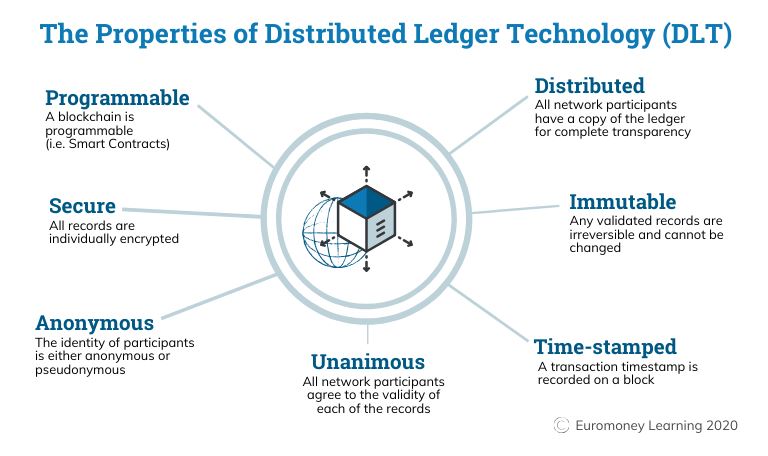 The Properties of Distributed Ledger Technology (DLT)
Programmable
A blockchain is
programmable
(i.e. Smart Contracts)
Distributed
All network participants
have a copy of the ledger
for complete transparency
Secure
All records are
individually encrypted
Immutable
Any validated records are
irreversible and cannot be
changed
Anonymous
The identity of participants
is either anonymous or
pseudonymous
Unanimous
All network participants
agree to the validity of
each of the records
Time-stamped
A transaction timestamp is
recorded on a block
© Euromoney Learning 2020